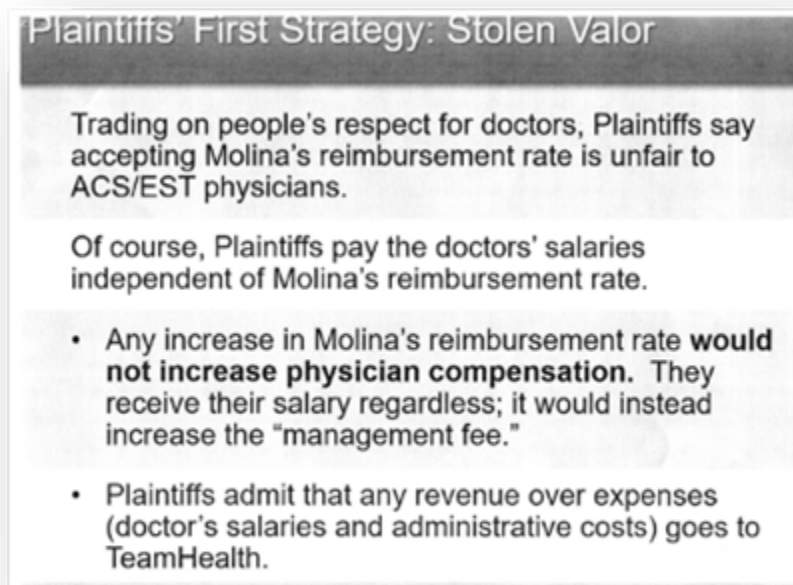 Plaintiffs' First Strategy: Stolen Valor
Trading on people's respect for doctors, Plaintiffs say
accepting Molina's reimbursement rate is unfair to
ACS/EST physicians.
Of course, Plaintiffs pay the doctors' salaries
independent of Molina's reimbursement rate.
• Any increase in Molina's reimbursement rate would
not increase physician compensation. They
receive their salary regardless; it would instead
increase the “management fee.”
• Plaintiffs admit that any revenue over expenses
(doctor's salaries and administrative costs) goes to
TeamHealth.